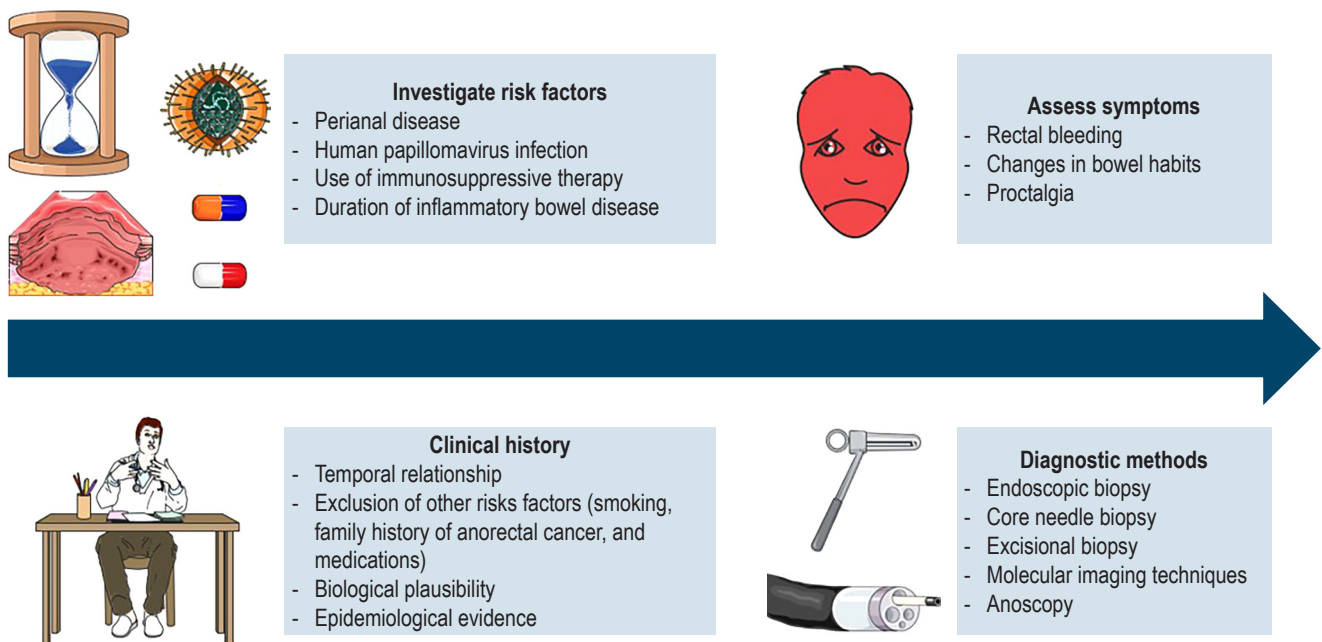 Investigate risk factors
- Perianal disease
- Human papillomavirus infection
- Use of immunosuppressive therapy
- Duration of inflammatory bowel disease
Assess symptoms
- Rectal bleeding
- Changes in bowel habits
- Proctalgia
Clinical history
- Temporal relationship
- Exclusion of other risks factors (smoking,
family history of anorectal cancer, and
medications)
- Biological plausibility
- Epidemiological evidence
Diagnostic methods
- Endoscopic biopsy
- Core needle biopsy
- Excisional biopsy
- Molecular imaging techniques
- Anoscopy